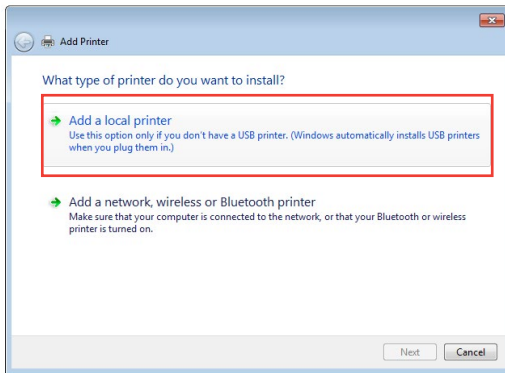 Add Printer
What type of printer do you want to install?
Add a local printer
Use this option only if you don't have a USB printer. (Windows automatically installs USB printers
when you plug them in.)
Add a network, wireless or Bluetooth printer
Make sure that your computer is connected to the network, or that your Bluetooth or wireless
printer is turned on.
Next Cancel